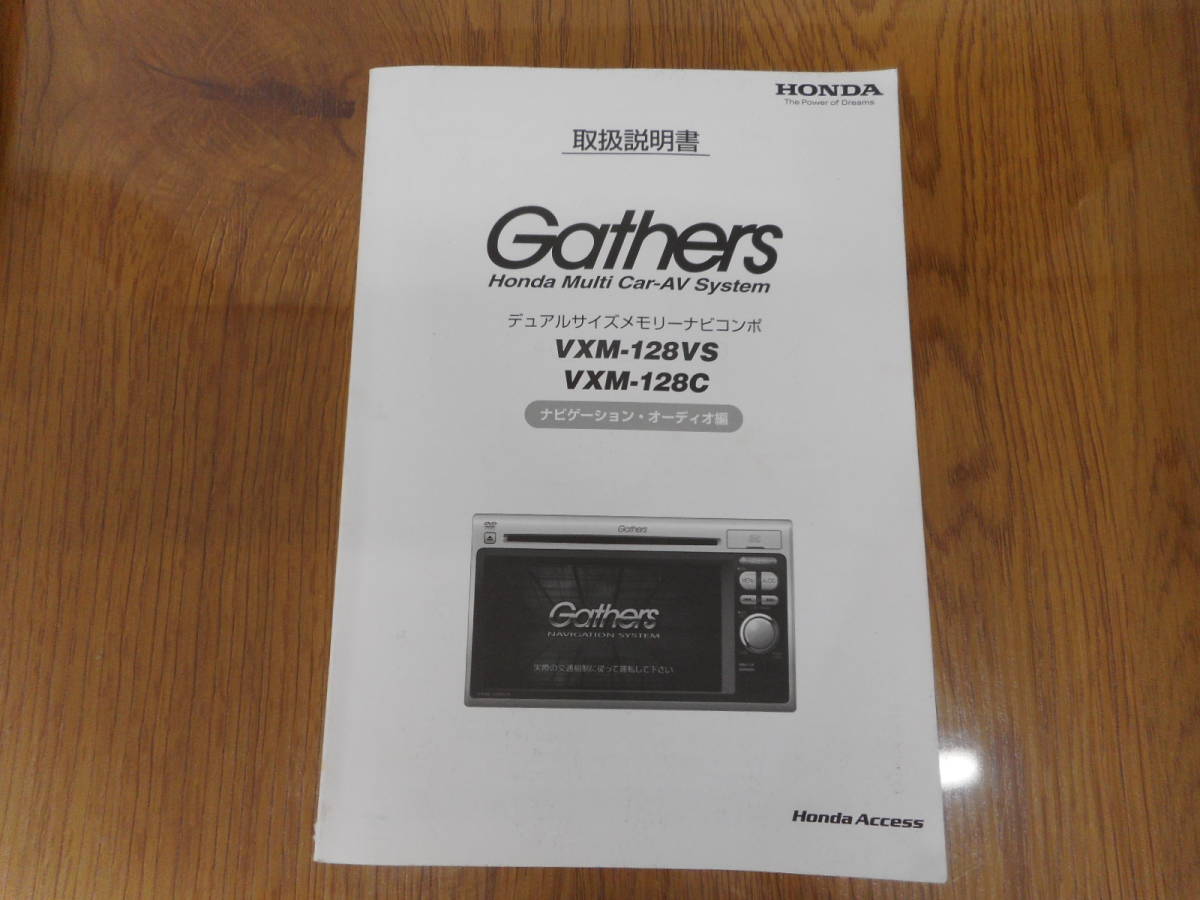 HONDA
The Power of Dreams
取扱説明書
Gathers
Honda Multi Car-AV System
デュアルサイズメモリーナビコンポ
VXM-128VS
VXM-128C
ナビゲーション・オーディオ編
Gathers
MENU
Gathers
NAVIGATION SYSTEM
実際の交通規制に従って運転して下さい
Honda Access